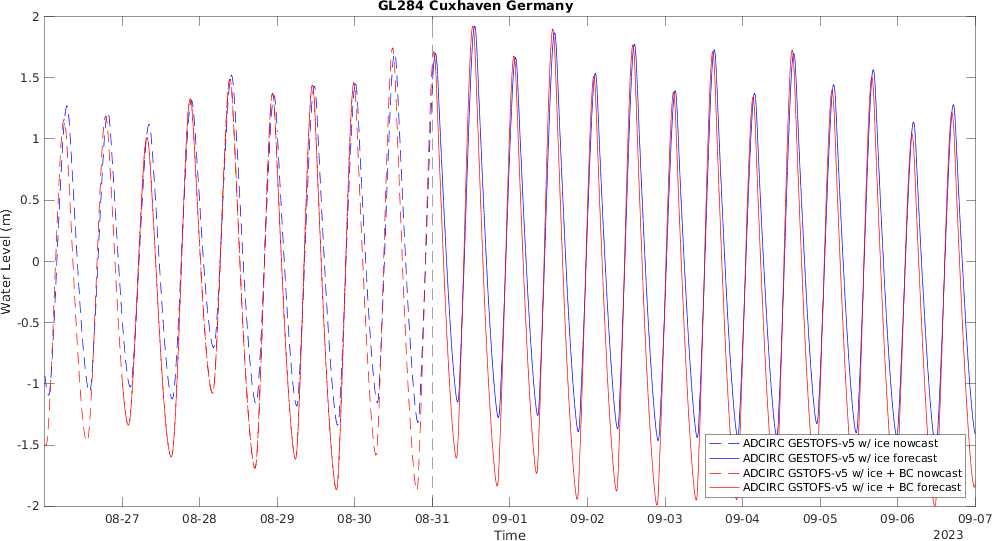 GL284 Cuxhaven Germany
2
1.5
1
0.5
0
-0.5
-1
-1.5
-2
Water Level (m)
ADCIRC GESTOFS-v5 w/ ice nowcast
ADCIRC GESTOFS-v5 w/ ice forecast
ADCIRC GSTOFS-v5 w/ ice + BC nowcast
ADCIRC GSTOFS-v5 w/ ice + BC forecast
08-27 08-28 08-29 08-30 08-31 09-01 09-02 09-03 09-04 09-05 09-06 09-07
Time
2023